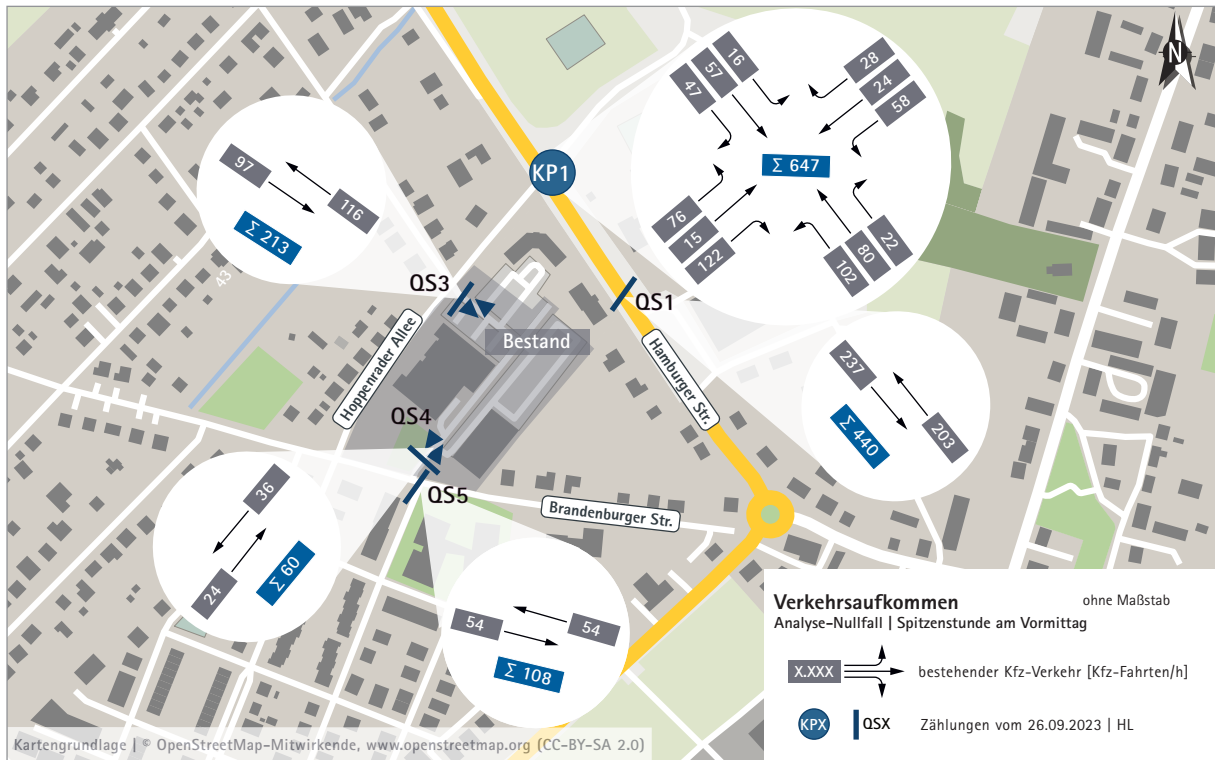 N
16
57
47
28
24
58
Σ 647
76
15
122
22
80
102
KP1
97
116
Σ 213
43
QS3
QS1
Bestand
Hoppenrader Allee
Hamburger Str.
237
203
Σ 440
QS4
QS5
36
24
Σ 60
Brandenburger Str.
54
54
Σ 108
Verkehrsaufkommen
ohne Maßstab
Analyse-Nullfall | Spitzenstunde am Vormittag
X.XXX bestehender Kfz-Verkehr [Kfz-Fahrten/h]
KPX QSX Zählungen vom 26.09.2023 | HL
Kartengrundlage | © OpenStreetMap-Mitwirkende, www.openstreetmap.org (CC-BY-SA 2.0)